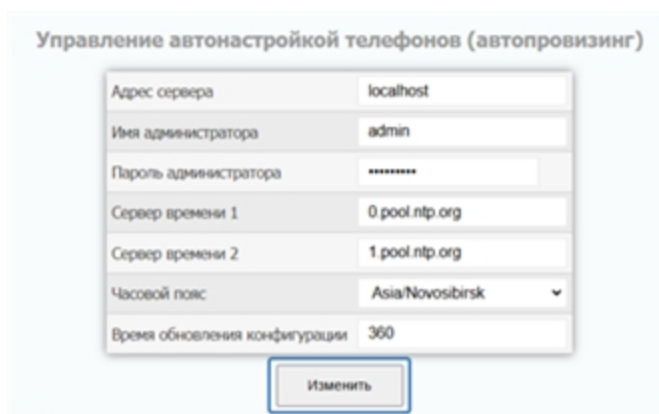 Управление автонастройкой телефонов (автопровизинг)
Адрес сервера localhost
Имя администратора admin
Пароль администратора •••••••••
Сервер времени 1 0.pool.ntp.org
Сервер времени 2 1.pool.ntp.org
Часовой пояс Asia/Novosibirsk
Время обновления конфигурации 360
Изменить